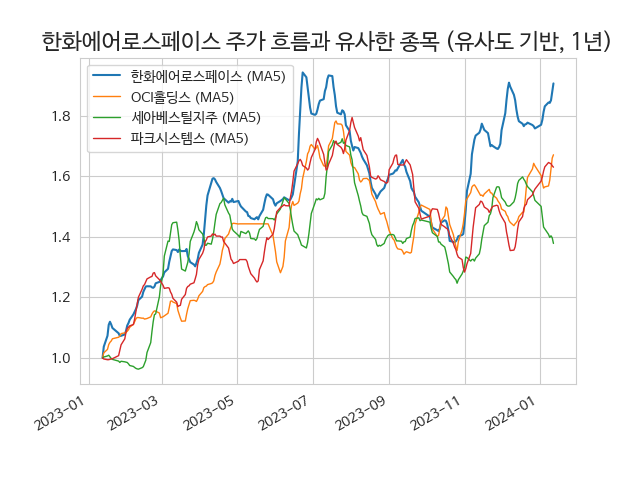 한화에어로스페이스 주가 흐름과 유사한 종목 (유사도 기반, 1년)
한화에어로스페이스 (MA5)
OCI홀딩스 (MA5)
세아베스틸지주 (MA5)
파크시스템스 (MA5)
1.8
1.6
1.4
1.2
1.0
2023-01
2023-03
2023-05
2023-07
2023-09
2023-11
2024-01